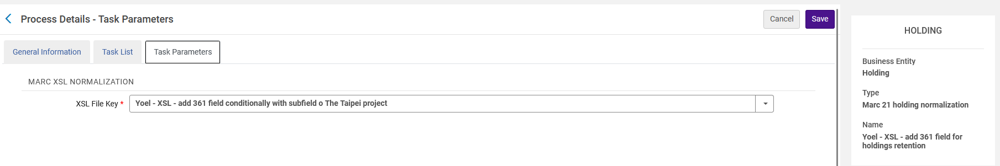 Process Details - Task Parameters
Cancel
Save
General Information
Task List
Task Parameters
MARC XSL NORMALIZATION
XSL File Key *
Yoel - XSL - add 361 field conditionally with subfield o The Taipei project
HOLDING
Business Entity
Holding
Type
Marc 21 holding normalization
Name
Yoel - XSL - add 361 field for
holdings retention